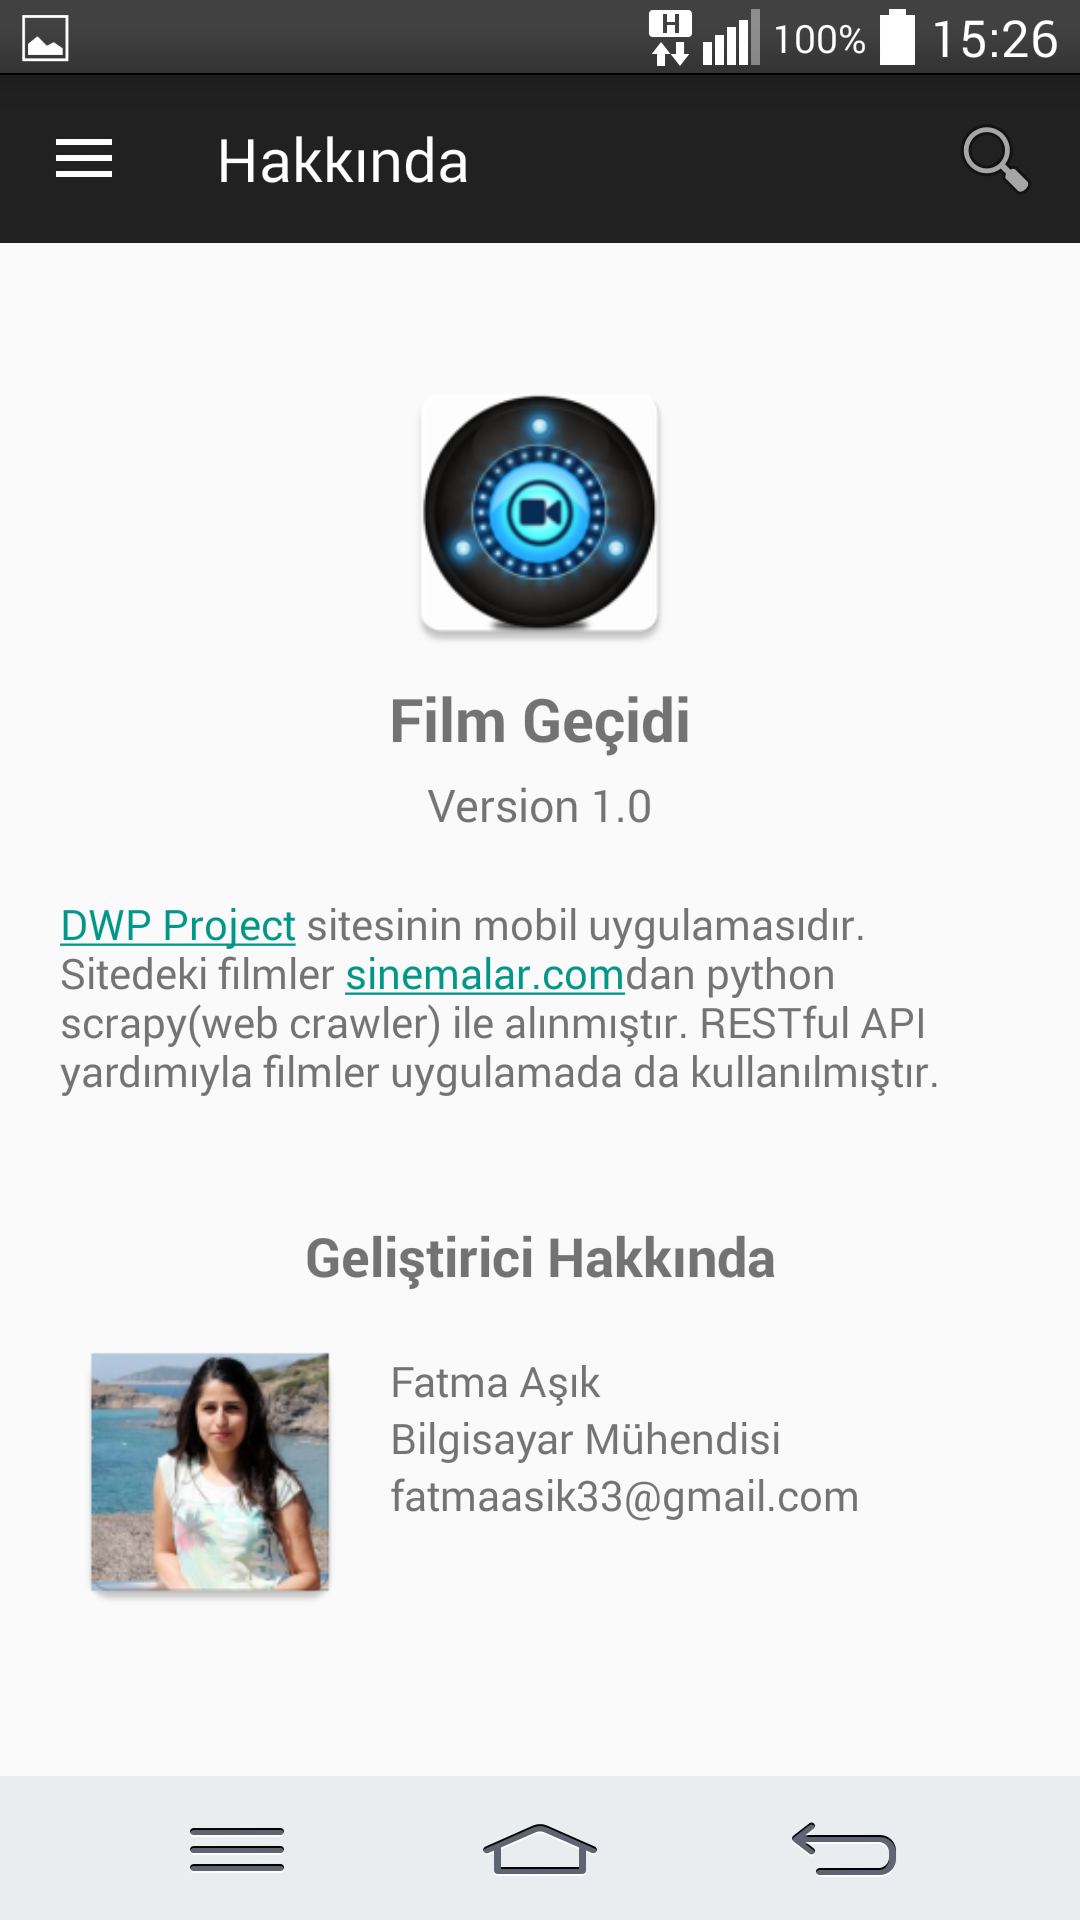 H
100%
15:26
Hakkında
Film Geçidi
Version 1.0
DWP Project sitesinin mobil uygulamasıdır.
Sitedeki filmler sinemalar.comdan python
scrapy(web crawler) ile alınmıştır. RESTful API
yardımıyla filmler uygulamada da kullanılmıştır.
Geliştirici Hakkında
Fatma Aşık
Bilgisayar Mühendisi
fatmaasik33@gmail.com